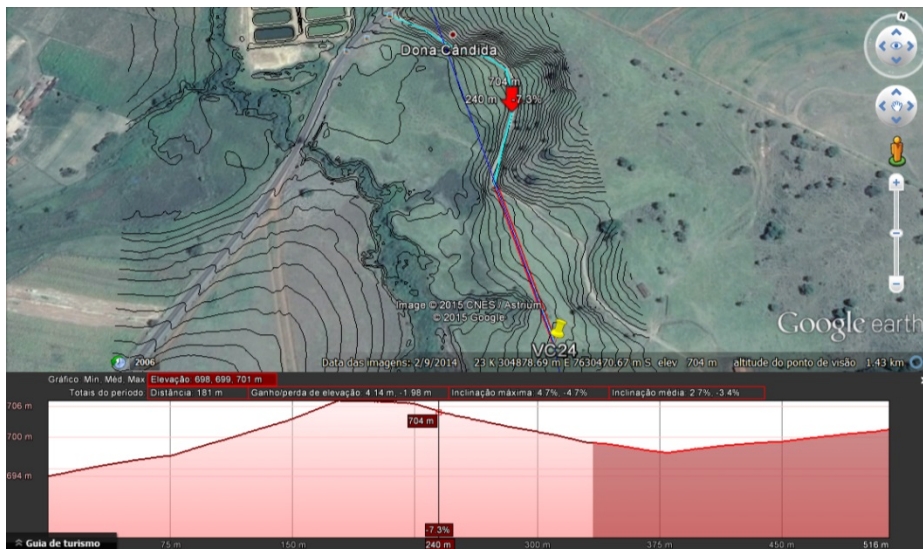 N
Dona Cândida
704 m
240 m -7.3%
Image © 2015 CNES / Astrium
© 2015 Google
Google earth
VC24
2006
Data das imagens: 2/9/2014 23 K 304878.69 m E 7630470.67 m S elev 704 m altitude do ponto de visão 1.43 km
Gráfico Min. Méd. Max Elevação: 698, 699, 701 m
Totais do período Distância: 181 m Ganho/perda de elevação: 4.14 m, -1.98 m Inclinação máxima: 4.7%, -4.7% Inclinação média: 2.7%, -3.4%
706 m
704 m
700 m
694 m
-7.3%
75 m 150 m 240 m 300 m 375 m 450 m 516 m
Guia de turismo